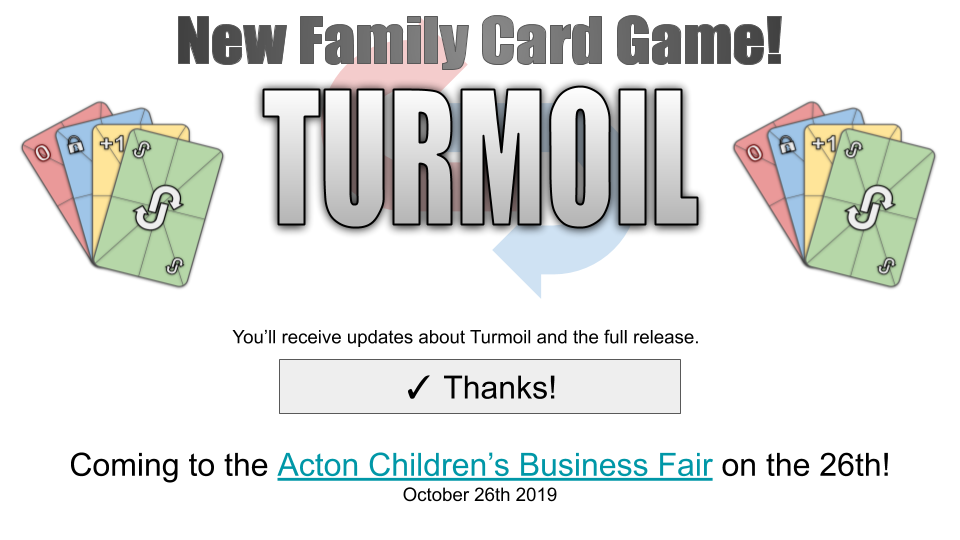 New Family Card Game!
TURMOIL
0
+1
0
+1
You’ll receive updates about Turmoil and the full release.
✓ Thanks!
Coming to the Acton Children’s Business Fair on the 26th!
October 26th 2019